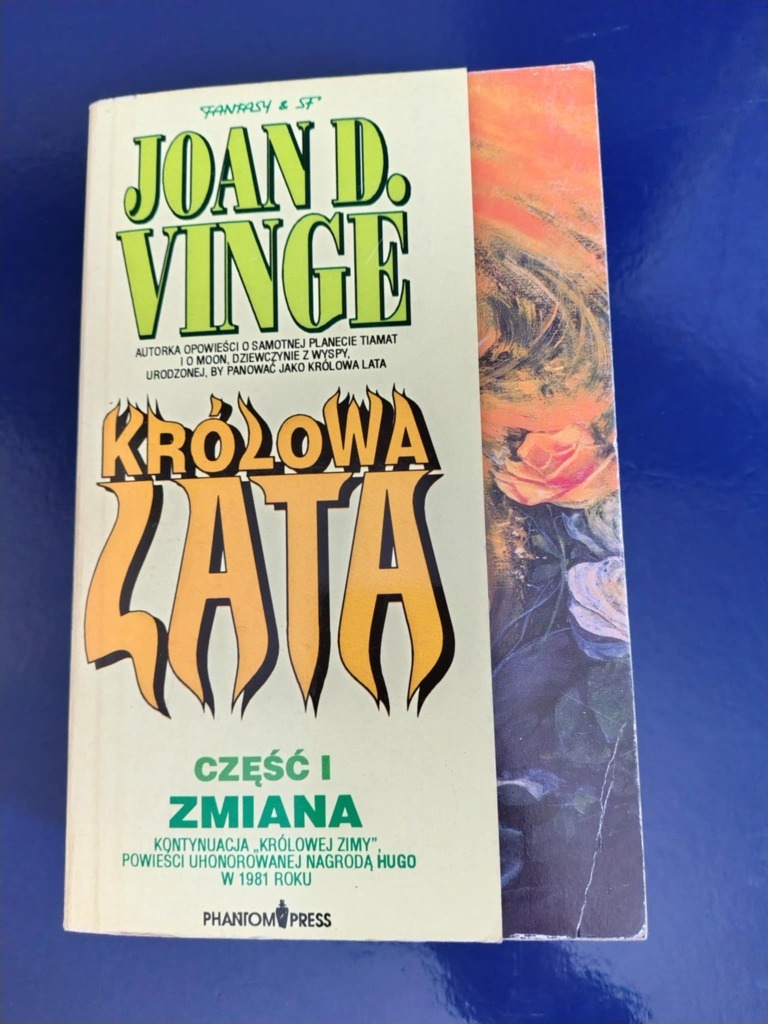 FANTASY & SF
JOAN D.
VINGE
AUTORKA OPOWIEŚCI O SAMOTNEJ PLANECIE TIAMAT
I O MOON, DZIEWCZYNIE Z WYSPY,
URODZONEJ, BY PANOWAĆ JAKO KRÓLOWA LATA
KRÓLOWA
LATA
CZĘŚĆ I
ZMIANA
KONTYNUACJA „KRÓLOWEJ ZIMY”,
POWIEŚCI UHONOROWANEJ NAGRODĄ HUGO
W 1981 ROKU
PHANTOM PRESS